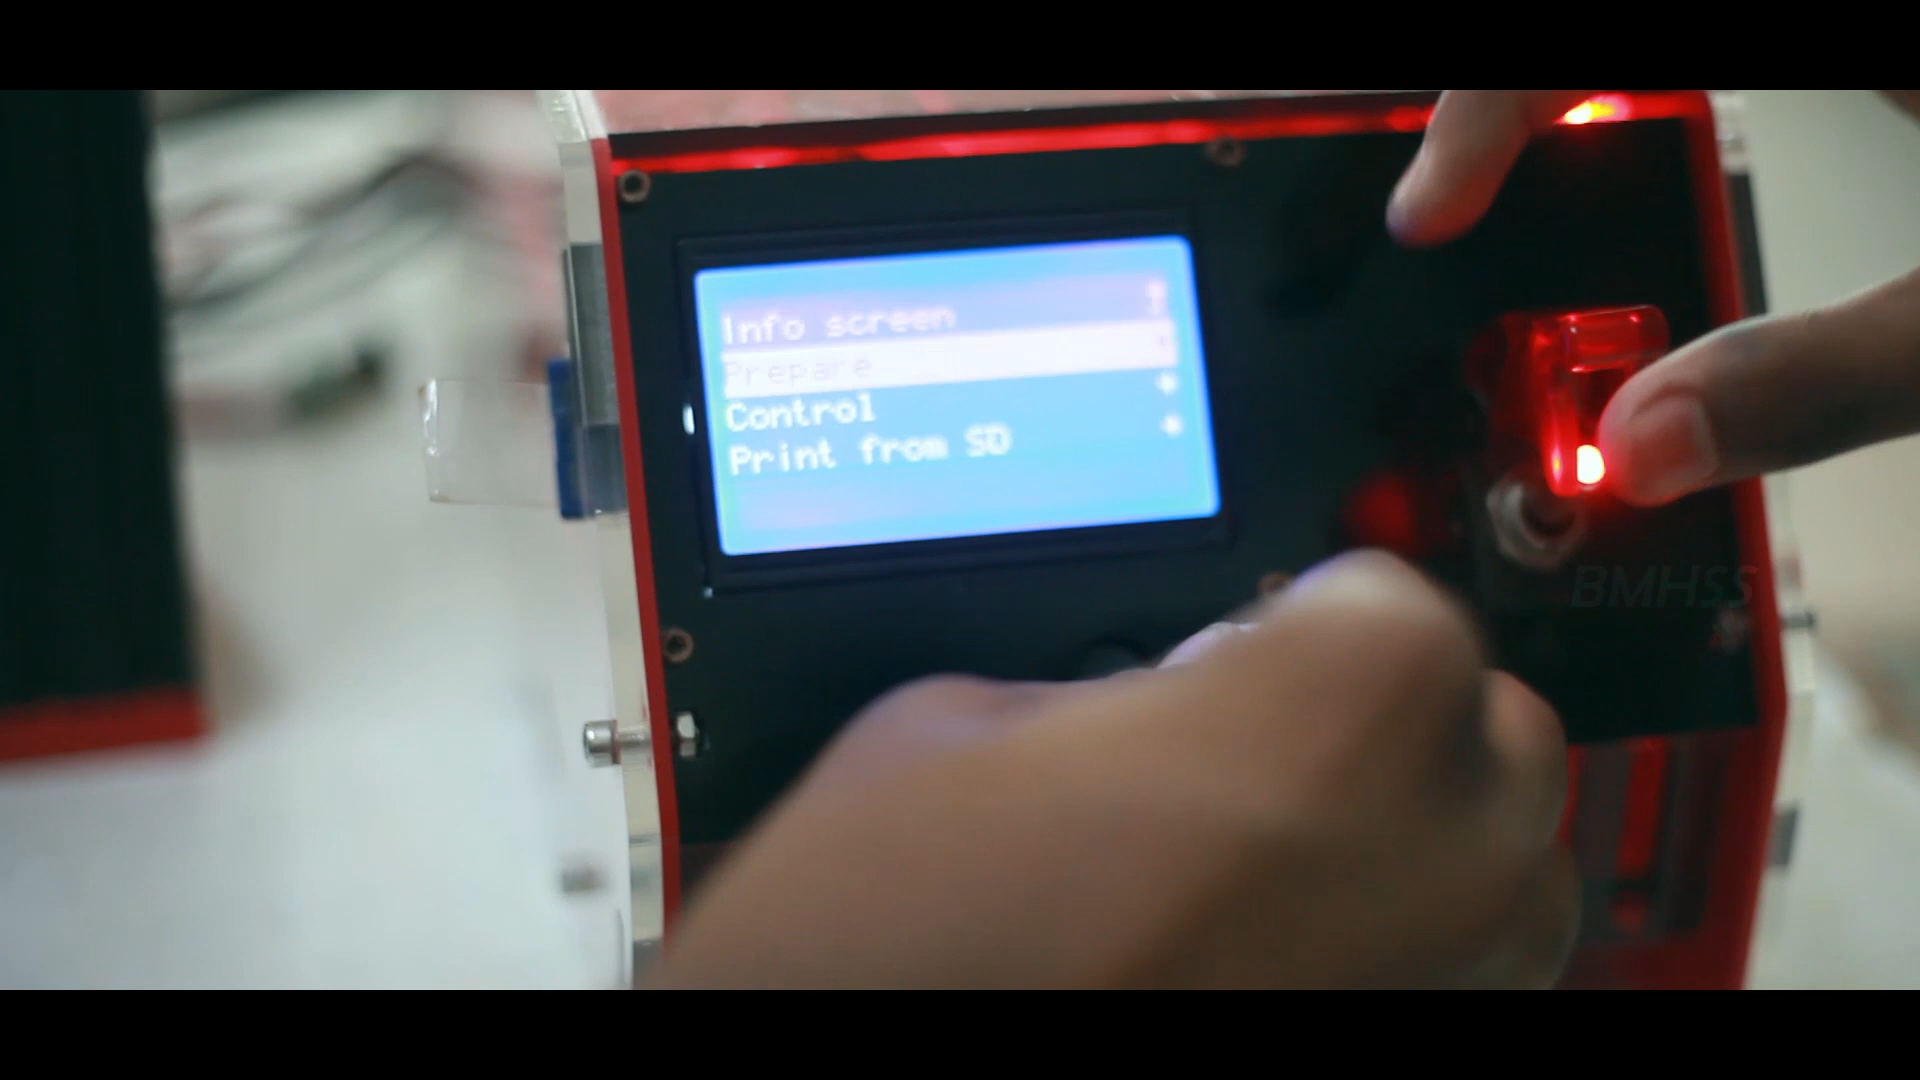 Info screen
Prepare
Control
Print from SD
BMHSS